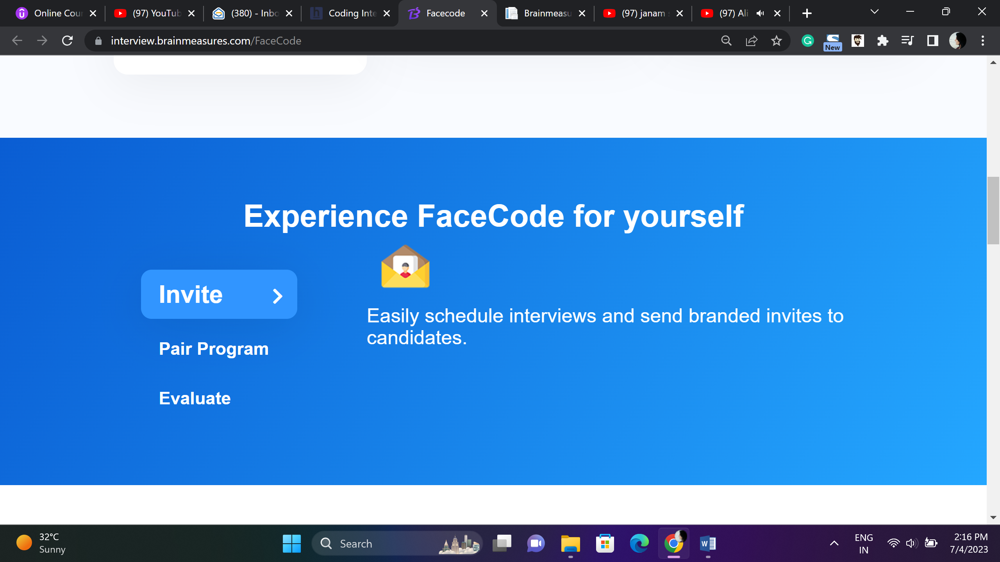 Online Cour
(97) YouTub
(380) - Inbo
Coding Inte
Facecode
Brainmeasu
(97) janam s
(97) Ali
interview.brainmeasures.com/FaceCode
New
Experience FaceCode for yourself
Invite
Easily schedule interviews and send branded invites to
candidates.
Pair Program
Evaluate
32°C
Sunny
Search
ENG
IN
2:16 PM
7/4/2023